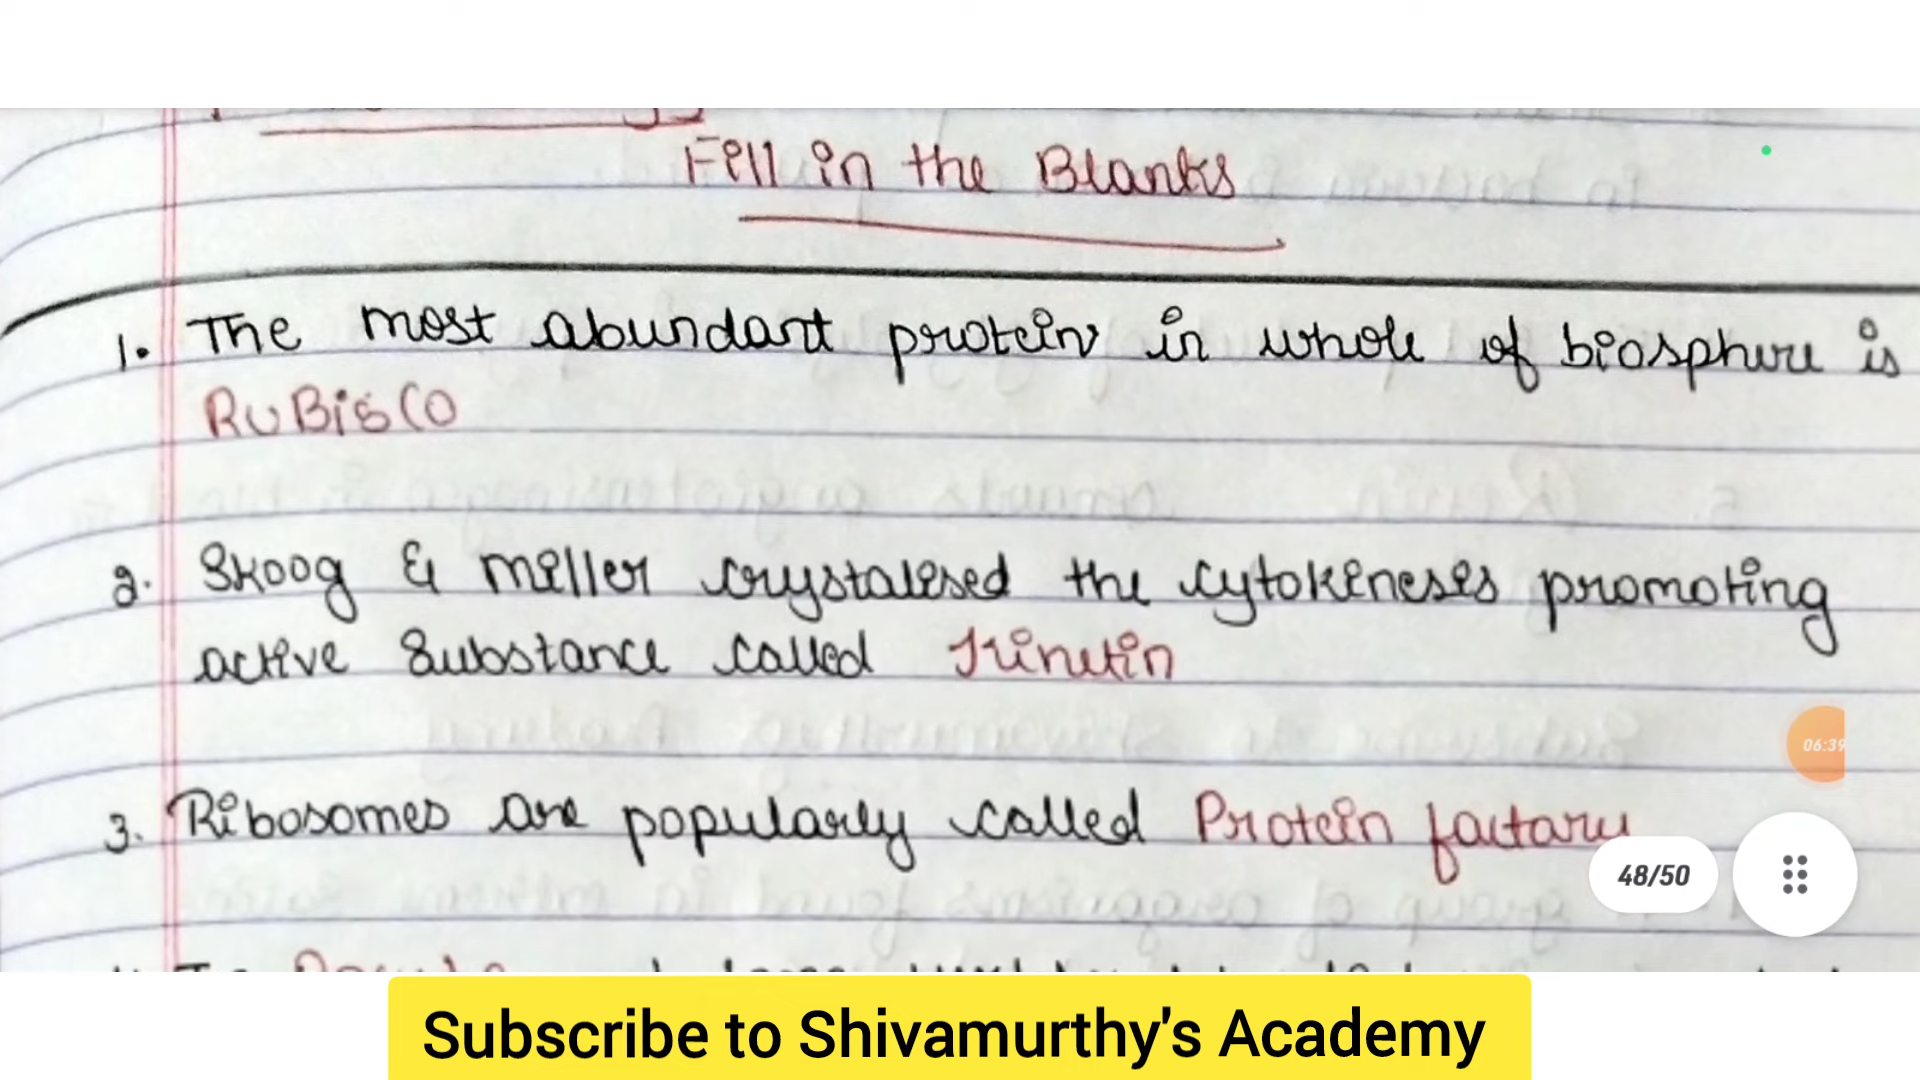 Fill in the Blanks
1. The most abundant protein in whole of biosphere is
RuBisCO
2. Skoog & miller crystalised the cytokinesis promoting
active substance called Kinetin
06:39
3. Ribosomes are popularly called Protein factory
48/50
Subscribe to Shivamurthy's Academy